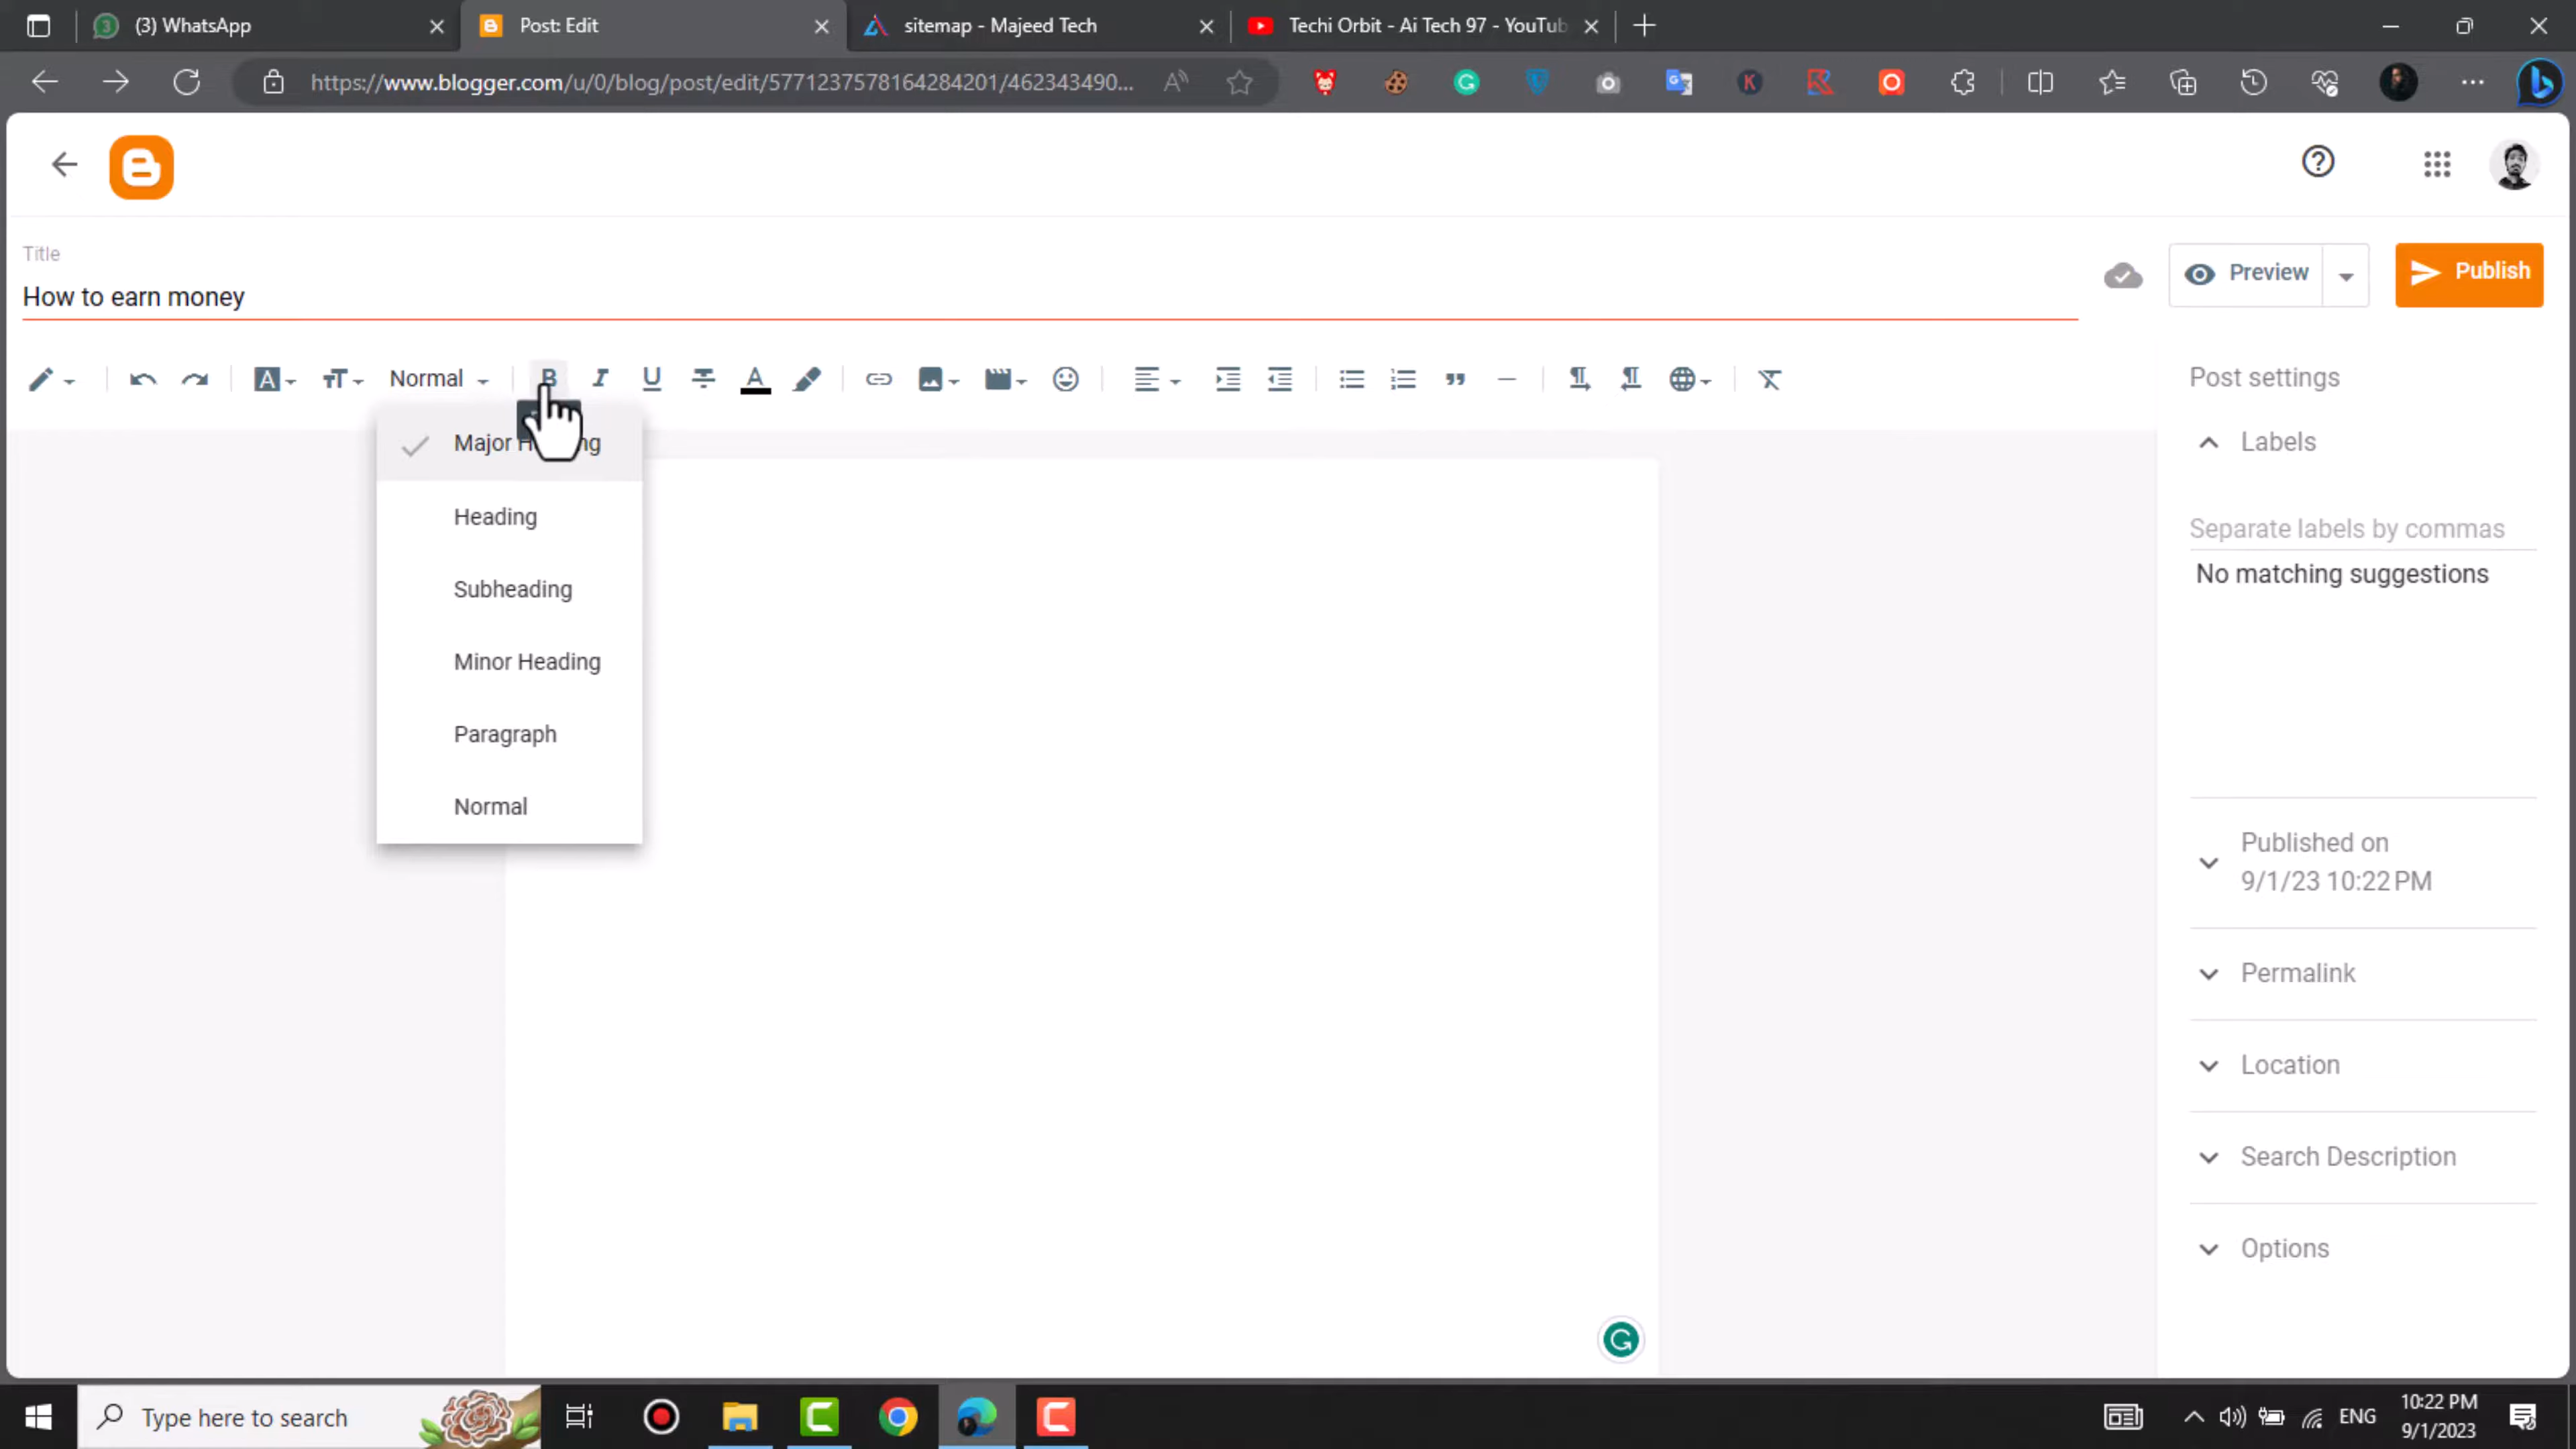 (3) WhatsApp
Post: Edit
sitemap - Majeed Tech
Techi Orbit - Ai Tech 97 - YouTub
https://www.blogger.com/u/0/blog/post/edit/5771237578164284201/462343490...
Title
How to earn money
Preview
Publish
Normal
Major
Heading
Subheading
Minor Heading
Paragraph
Normal
Post settings
Labels
Separate labels by commas
No matching suggestions
Published on
9/1/23 10:22 PM
Permalink
Location
Search Description
Options
Type here to search
ENG
10:22 PM
9/1/2023